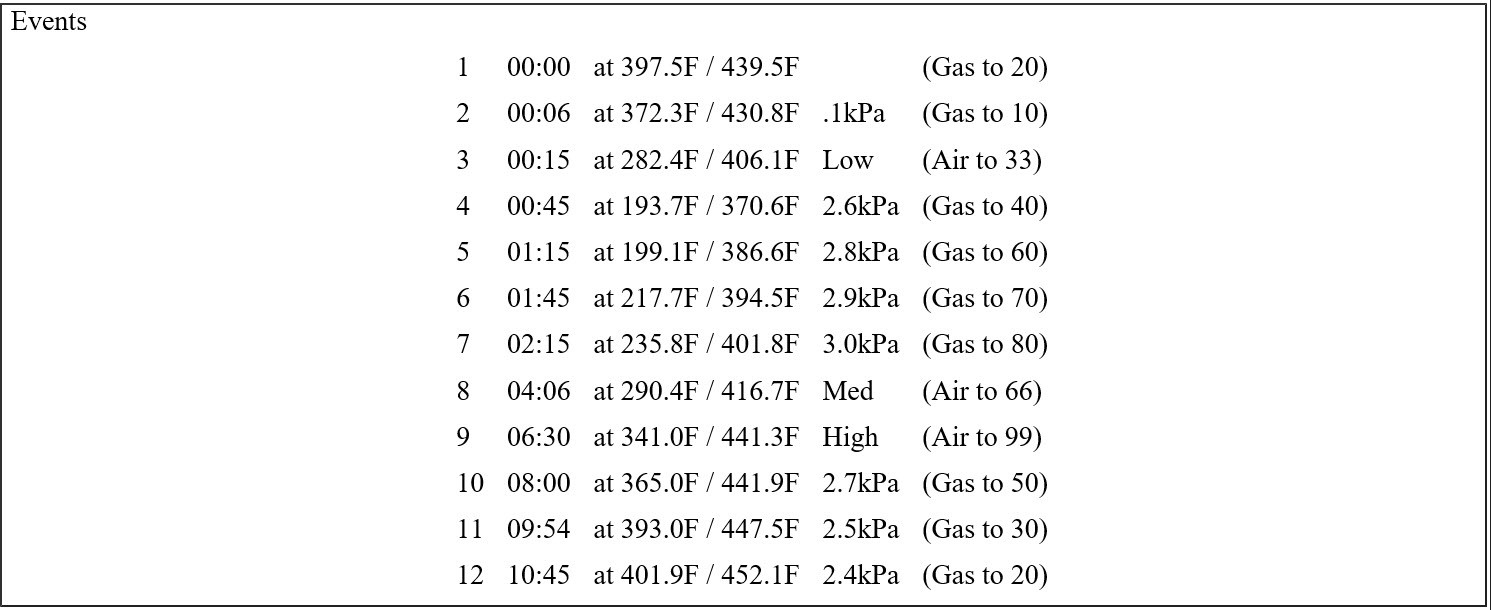 Events
1 00:00 at 397.5F / 439.5F (Gas to 20)
2 00:06 at 372.3F / 430.8F .1kPa (Gas to 10)
3 00:15 at 282.4F / 406.1F Low (Air to 33)
4 00:45 at 193.7F / 370.6F 2.6kPa (Gas to 40)
5 01:15 at 199.1F / 386.6F 2.8kPa (Gas to 60)
6 01:45 at 217.7F / 394.5F 2.9kPa (Gas to 70)
7 02:15 at 235.8F / 401.8F 3.0kPa (Gas to 80)
8 04:06 at 290.4F / 416.7F Med (Air to 66)
9 06:30 at 341.0F / 441.3F High (Air to 99)
10 08:00 at 365.0F / 441.9F 2.7kPa (Gas to 50)
11 09:54 at 393.0F / 447.5F 2.5kPa (Gas to 30)
12 10:45 at 401.9F / 452.1F 2.4kPa (Gas to 20)